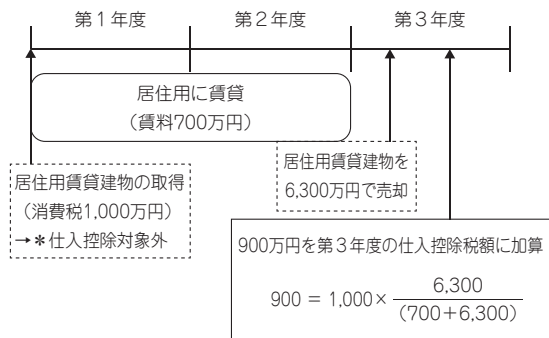 第1年度
第2年度
第3年度
居住用に賃貸
(賃料700万円)
居住用賃貸建物の取得
(消費税1,000万円)
→＊仕入控除対象外
居住用賃貸建物を
6,300万円で売却
900万円を第3年度の仕入控除税額に加算
900 = 1,000× 6,300
(700+6,300)